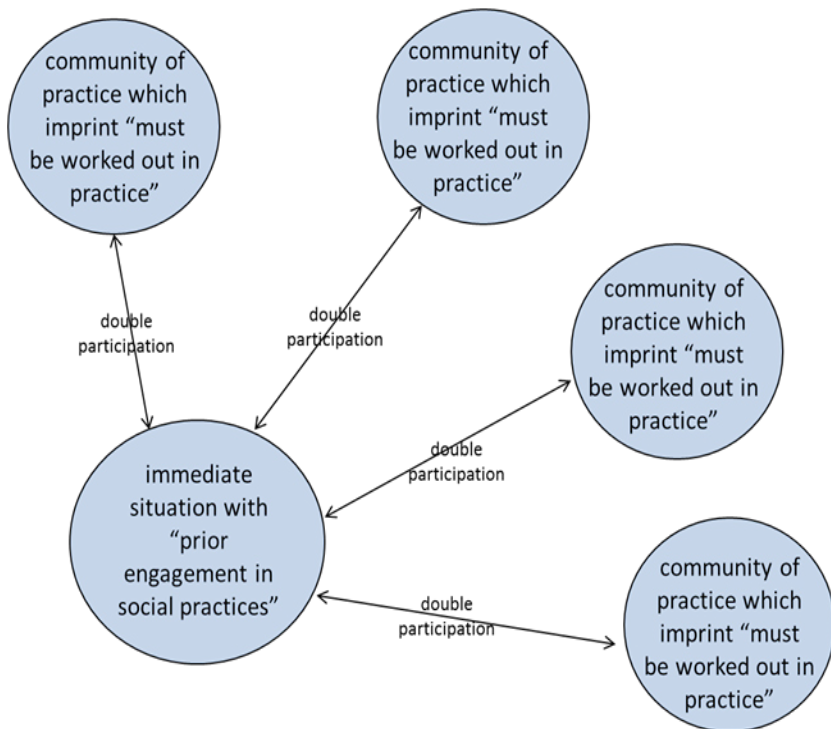 community of
practice which
imprint “must
be worked out in
practice”
community of
practice which
imprint “must
be worked out in
practice”
double
participation
double
participation
community of
practice which
imprint “must
be worked out in
practice”
double
participation
immediate
situation with
“prior
engagement in
social practices”
double
participation
community of
practice which
imprint “must
be worked out in
practice”